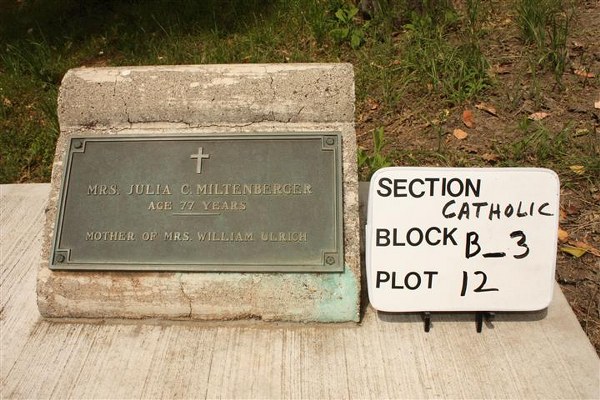 MRS. JULIA C. MILTENBERGER
AGE 77 YEARS
MOTHER OF MRS. WILLIAM ULRICH
SECTION
CATHOLIC
BLOCK B_3
PLOT 12